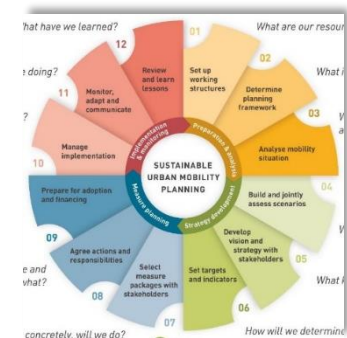 hat have we learned?
What are our resour
12
01
Review
and learn
lessons
Set up
working
structures
11
02
e doing?
What i
Monitor,
adapt and
communicate
Determine
planning
framework
03
Implementation
& monitoring
Preparation & analysis
10
Manage
implementation
Analyse mobility
situation
SUSTAINABLE
URBAN MOBILITY
PLANNING
04
Prepare for adoption
and financing
Build and jointly
assess scenarios
Measure planning
Strategy development
09
Agree actions and
responsibilities
Develop
vision and
strategy with
stakeholders
Select
measure
packages with
stakeholders
Set targets
and indicators
05
e and
what?
What k
08
06
07
concretely, will we do?
How will we determine